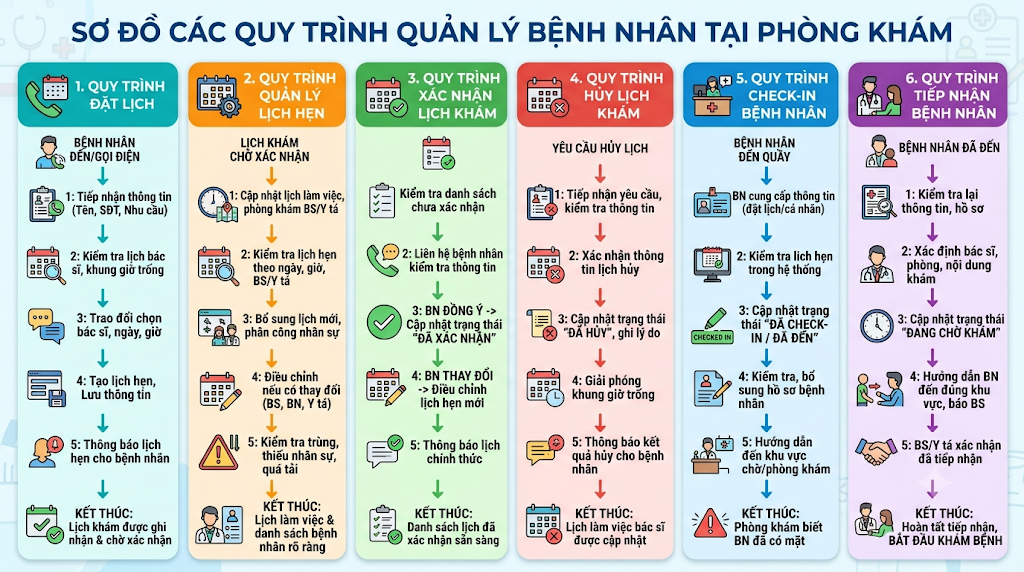 SƠ ĐỒ CÁC QUY TRÌNH QUẢN LÝ BỆNH NHÂN TẠI PHÒNG KHÁM
1. QUY TRÌNH
ĐẶT LỊCH
BỆNH NHÂN
ĐẾN/GỌI ĐIỆN
1: Tiếp nhận thông tin
(Tên, SĐT, Nhu cầu)
2: Kiểm tra lịch bác
sĩ, khung giờ trống
3: Trao đổi chọn
bác sĩ, ngày, giờ
4: Tạo lịch hẹn,
Lưu thông tin
5: Thông báo lịch
hẹn cho bệnh nhân
KẾT THÚC:
Lịch khám được ghi
nhận & chờ xác nhận
2. QUY TRÌNH
QUẢN LÝ
LỊCH HẸN
LỊCH KHÁM
CHỜ XÁC NHẬN
1: Cập nhật lịch làm việc,
phòng khám BS/Y tá
2: Kiểm tra lịch hẹn
theo ngày, giờ,
BS/Y tá
3: Bổ sung lịch mới,
phân công nhân sự
4: Điều chỉnh
nếu có thay đổi
(BS, BN, Y tá)
5: Kiểm tra trùng,
thiếu nhân sự,
quá tải
KẾT THÚC:
Lịch làm việc &
danh sách bệnh
nhân rõ ràng
3. QUY TRÌNH
XÁC NHẬN
LỊCH KHÁM
Kiểm tra danh sách
chưa xác nhận
2: Liên hệ bệnh nhân
kiểm tra thông tin
3: BN ĐỒNG Ý ->
Cập nhật trạng thái
"ĐÃ XÁC NHẬN"
4: BN THAY ĐỔI
-> Điều chỉnh
lịch hẹn mới
5: Thông báo lịch
chính thức
KẾT THÚC:
Danh sách lịch đã
xác nhận sẵn sàng
4. QUY TRÌNH
HỦY LỊCH
KHÁM
YÊU CẦU HỦY LỊCH
1: Tiếp nhận yêu cầu,
kiểm tra thông tin
2: Xác nhận
thông tin
lịch hủy
3: Cập nhật trạng thái
"ĐÃ HỦY", ghi lý do
4: Giải phóng
khung giờ trống
5: Thông báo kết
quả hủy cho bệnh
nhân
KẾT THÚC:
Lịch làm việc bác sĩ
được cập nhật
5. QUY TRÌNH
CHECK-IN
BỆNH NHÂN
BỆNH NHÂN
ĐẾN QUẦY
BN cung cấp thông tin
(đặt lịch/cá nhân)
2: Kiểm tra lich hẹn
trong hệ thống
CHECKED IN
3: Cập nhật trạng
thái "ĐÃ CHECK-
IN / ĐÃ ĐẾN"
4: Kiểm tra, bổ
sung hồ sơ bệnh
nhân
5: Hướng dẫn
đến khu vực
chờ/phòng khám
KẾT THÚC:
Phòng khám biết
BN đã có mặt
6. QUY TRÌNH
TIẾP NHẬN
BỆNH NHÂN
BỆNH NHÂN ĐÃ ĐẾN
1: Kiểm tra lại
thông tin, hồ sơ
2: Xác định bác sĩ,
phòng, nội dung
khám
3: Cập nhật trạng thái
"ĐANG CHỜ KHÁM"
4: Hướng dẫn BN
đến đúng khu
vực, báo BS
5: BS/Y tá xác nhận
đã tiếp nhận
KẾT THÚC:
Hoàn tất tiếp nhận,
BẮT ĐẦU KHÁM BỆNH